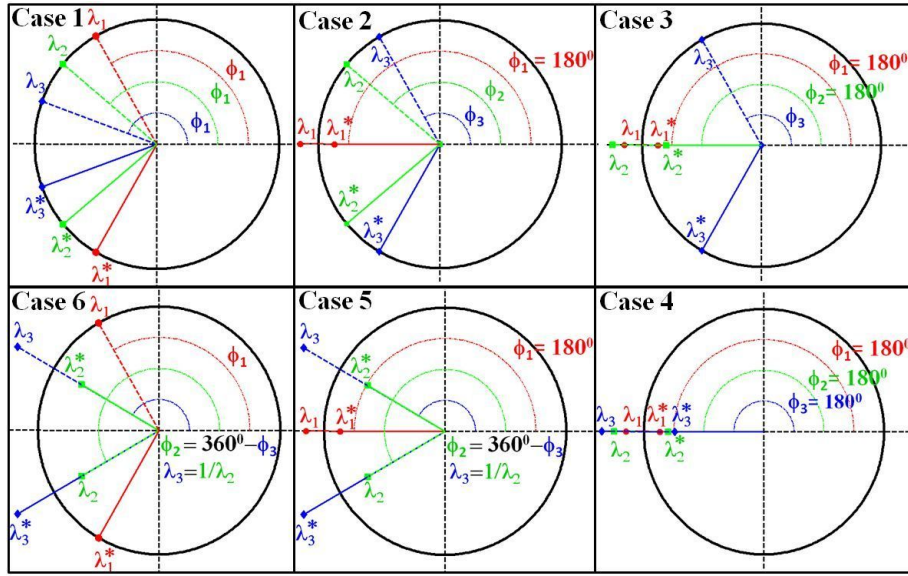 Case 1
λ₁
λ₂
λ₃
ϕ₁
ϕ₁
ϕ₁
λ₃*
λ₂*
λ₁*
Case 2
λ₃
λ₂
ϕ₁= 180⁰
ϕ₂
ϕ₃
λ₁
λ₁*
λ₂*
λ₃*
Case 3
λ₃
ϕ₁= 180⁰
ϕ₂= 180⁰
ϕ₃
λ₁
λ₁*
λ₂
λ₂*
λ₃*
Case 6
λ₁
λ₃
λ₂*
ϕ₁
ϕ₂= 360⁰-ϕ₃
λ₃=1/λ₂
λ₂
λ₃*
λ₁*
Case 5
λ₃
λ₂*
ϕ₁= 180⁰
λ₁
λ₁*
ϕ₂= 360⁰-ϕ₃
λ₃=1/λ₂
λ₂
λ₃*
Case 4
ϕ₁= 180⁰
ϕ₂= 180⁰
ϕ₃= 180⁰
λ₃
λ₁
λ₁*
λ₃*
λ₂
λ₂*